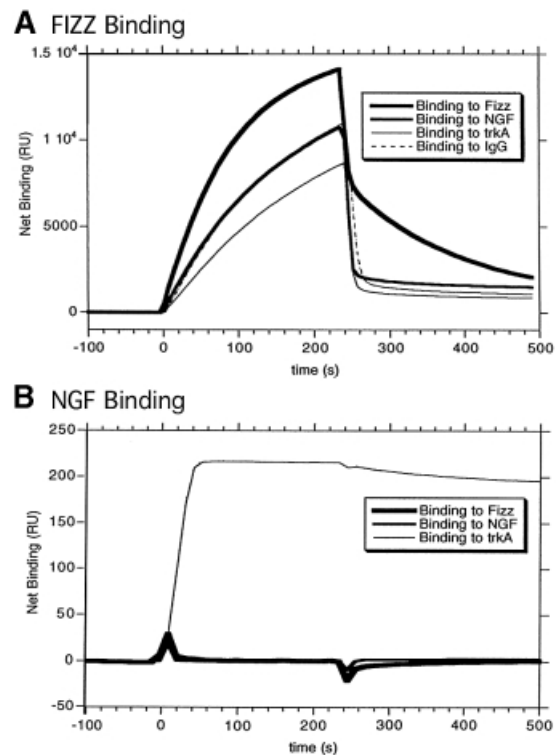 A FIZZ Binding
1.5 10⁴
1 10⁴
5000
0
Net Binding (RU)
Binding to Fizz
Binding to NGF
Binding to trkA
Binding to IgG
-100 0 100 200 300 400 500
time (s)
B NGF Binding
250
200
150
100
50
0
-50
Net Binding (RU)
Binding to Fizz
Binding to NGF
Binding to trkA
-100 0 100 200 300 400 500
time (s)